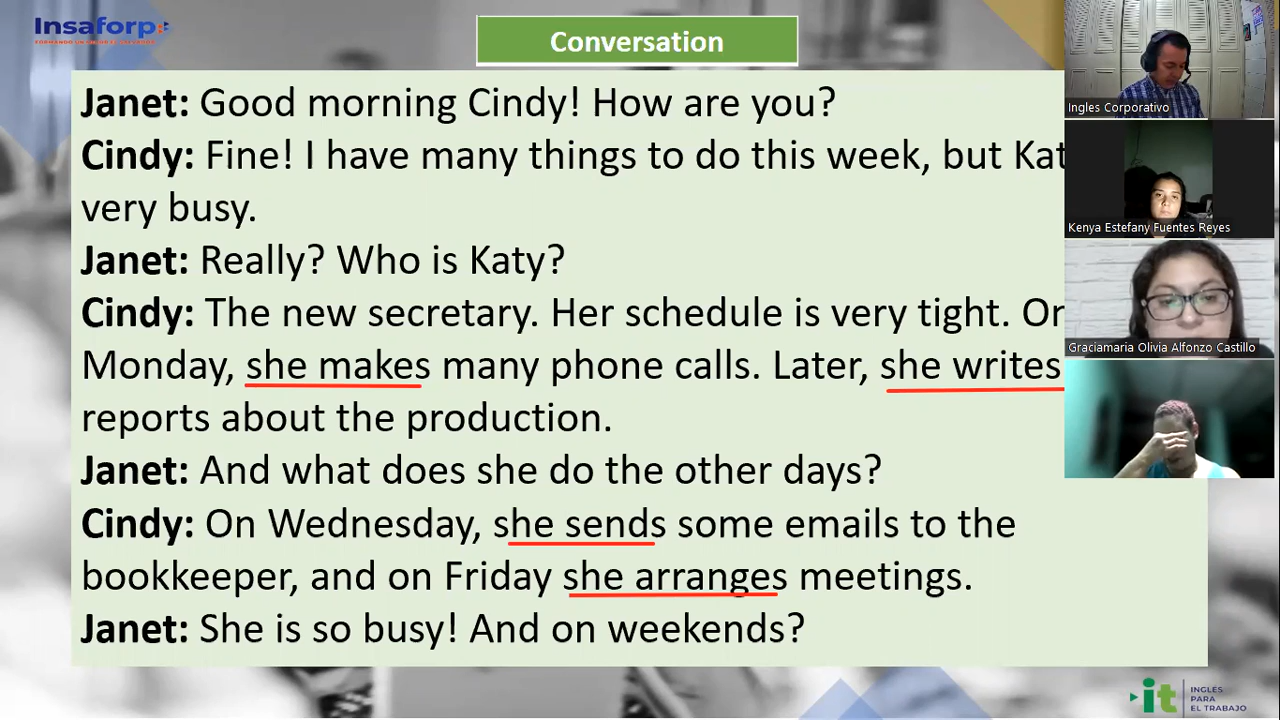 Insaforp
FORMANDO UN MEJOR EL SALVADOR
Conversation
Janet: Good morning Cindy! How are you?
Cindy: Fine! I have many things to do this week, but Kat
very busy.
Janet: Really? Who is Katy?
Cindy: The new secretary. Her schedule is very tight. On
Monday, she makes many phone calls. Later, she writes
reports about the production.
Janet: And what does she do the other days?
Cindy: On Wednesday, she sends some emails to the
bookkeeper, and on Friday she arranges meetings.
Janet: She is so busy! And on weekends?
Ingles Corporativo
Kenya Estefany Fuentes Reyes
Graciamaria Olivia Alfonzo Castillo
it
INGLES
PARA
EL TRABAJO